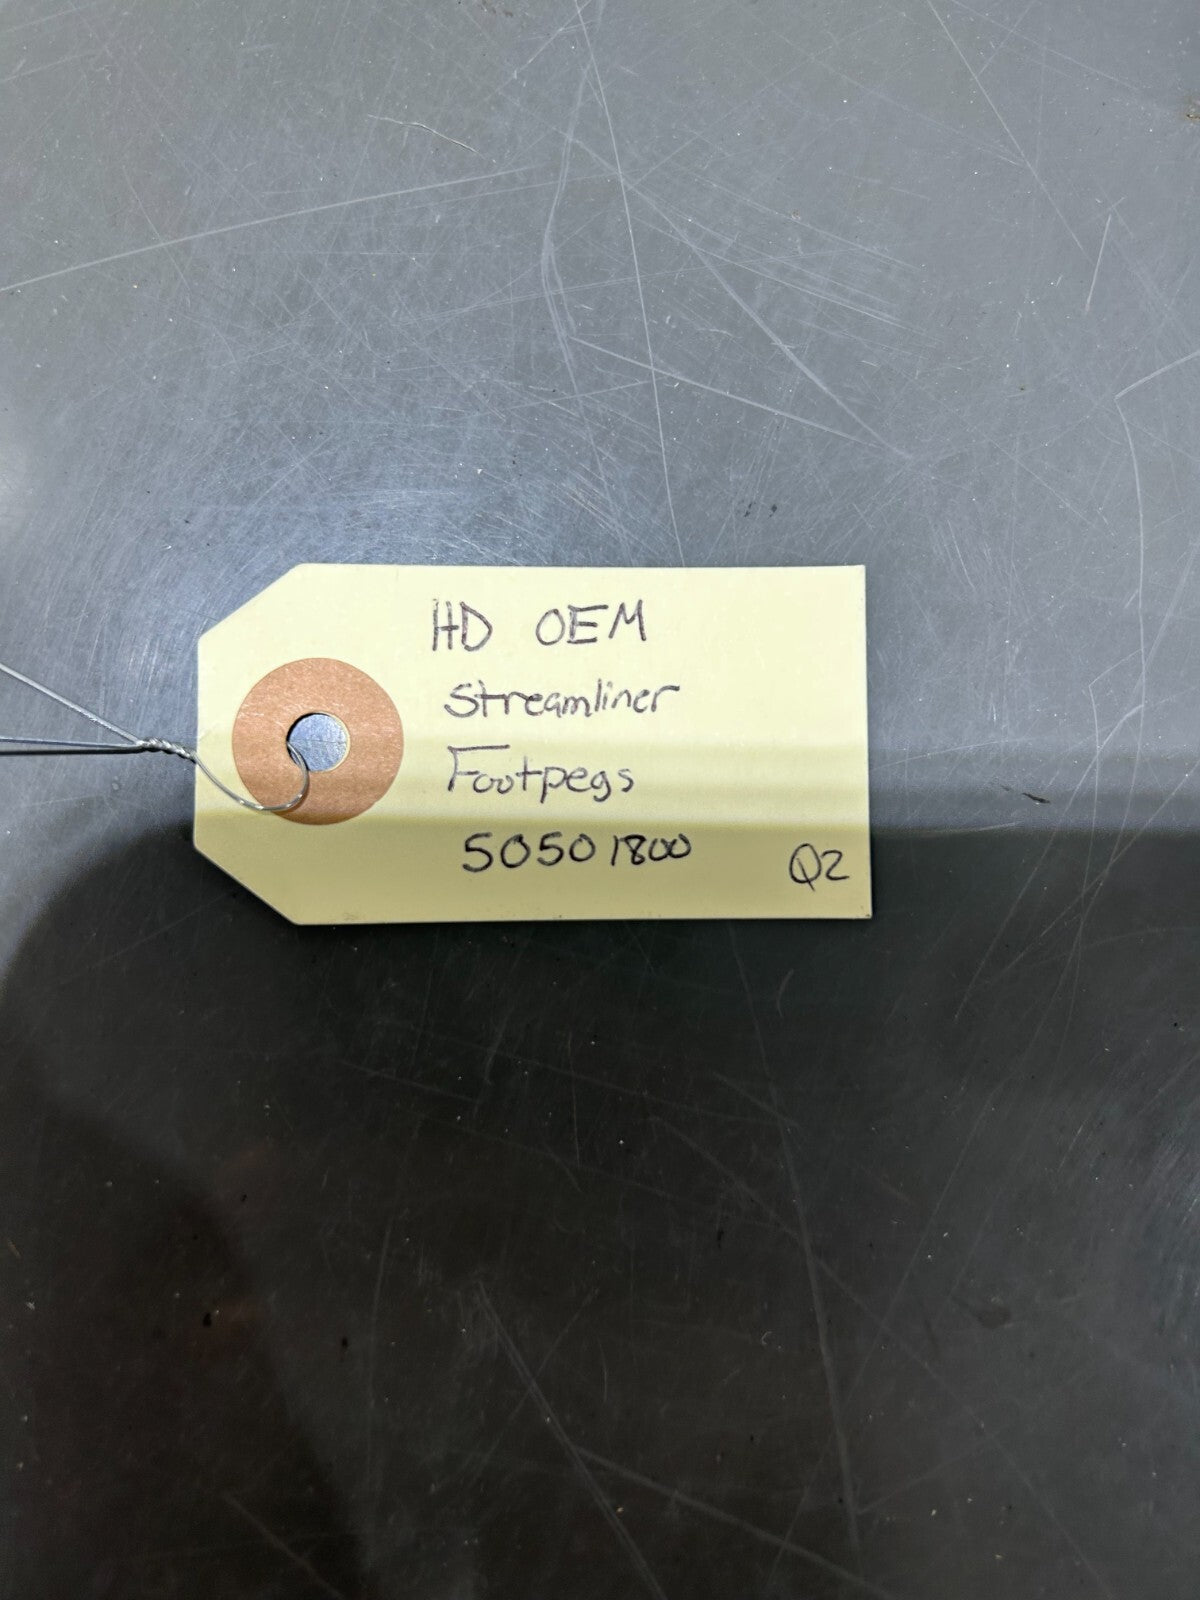 HD OEM
Streamliner
Footpegs
50501800
Q2